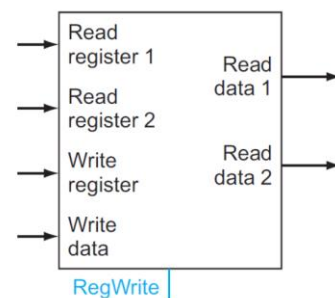 Read
register 1
Read
register 2
Write
register
Write
data
Read
data 1
Read
data 2
RegWrite